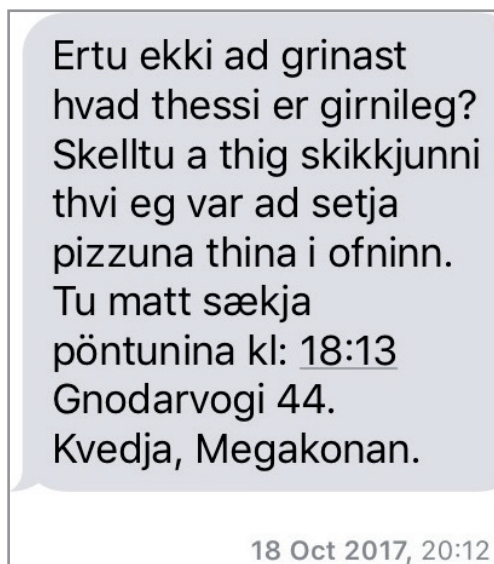 Ertu ekki ad grinast
hvad thessi er girnileg?
Skelltu a thig skikkjunni
thvi eg var ad setja
pizzuna thina i ofninn.
Tu matt sækja
pöntunina kl: 18:13
Gnodarvogi 44.
Kvedja, Megakonan.
18 Oct 2017, 20:12